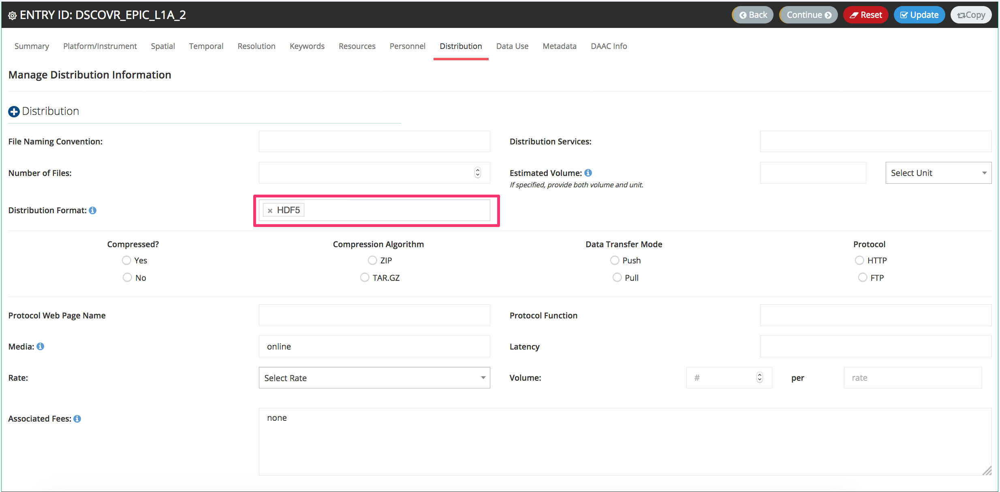 ENTRY ID: DSCOVR_EPIC_L1A_2 Back Continue Reset Update Copy
Summary Platform/Instrument Spatial Temporal Resolution Keywords Resources Personnel Distribution Data Use Metadata DAAC Info
Manage Distribution Information
Distribution
File Naming Convention: Distribution Services:
Number of Files: Estimated Volume: Select Unit
If specified, provide both volume and unit.
Distribution Format: × HDF5
Compressed? Compression Algorithm Data Transfer Mode Protocol
Yes ZIP Push HTTP
No TAR.GZ Pull FTP
Protocol Web Page Name Protocol Function
Media: online Latency
Rate: Select Rate Volume: # per rate
Associated Fees: none